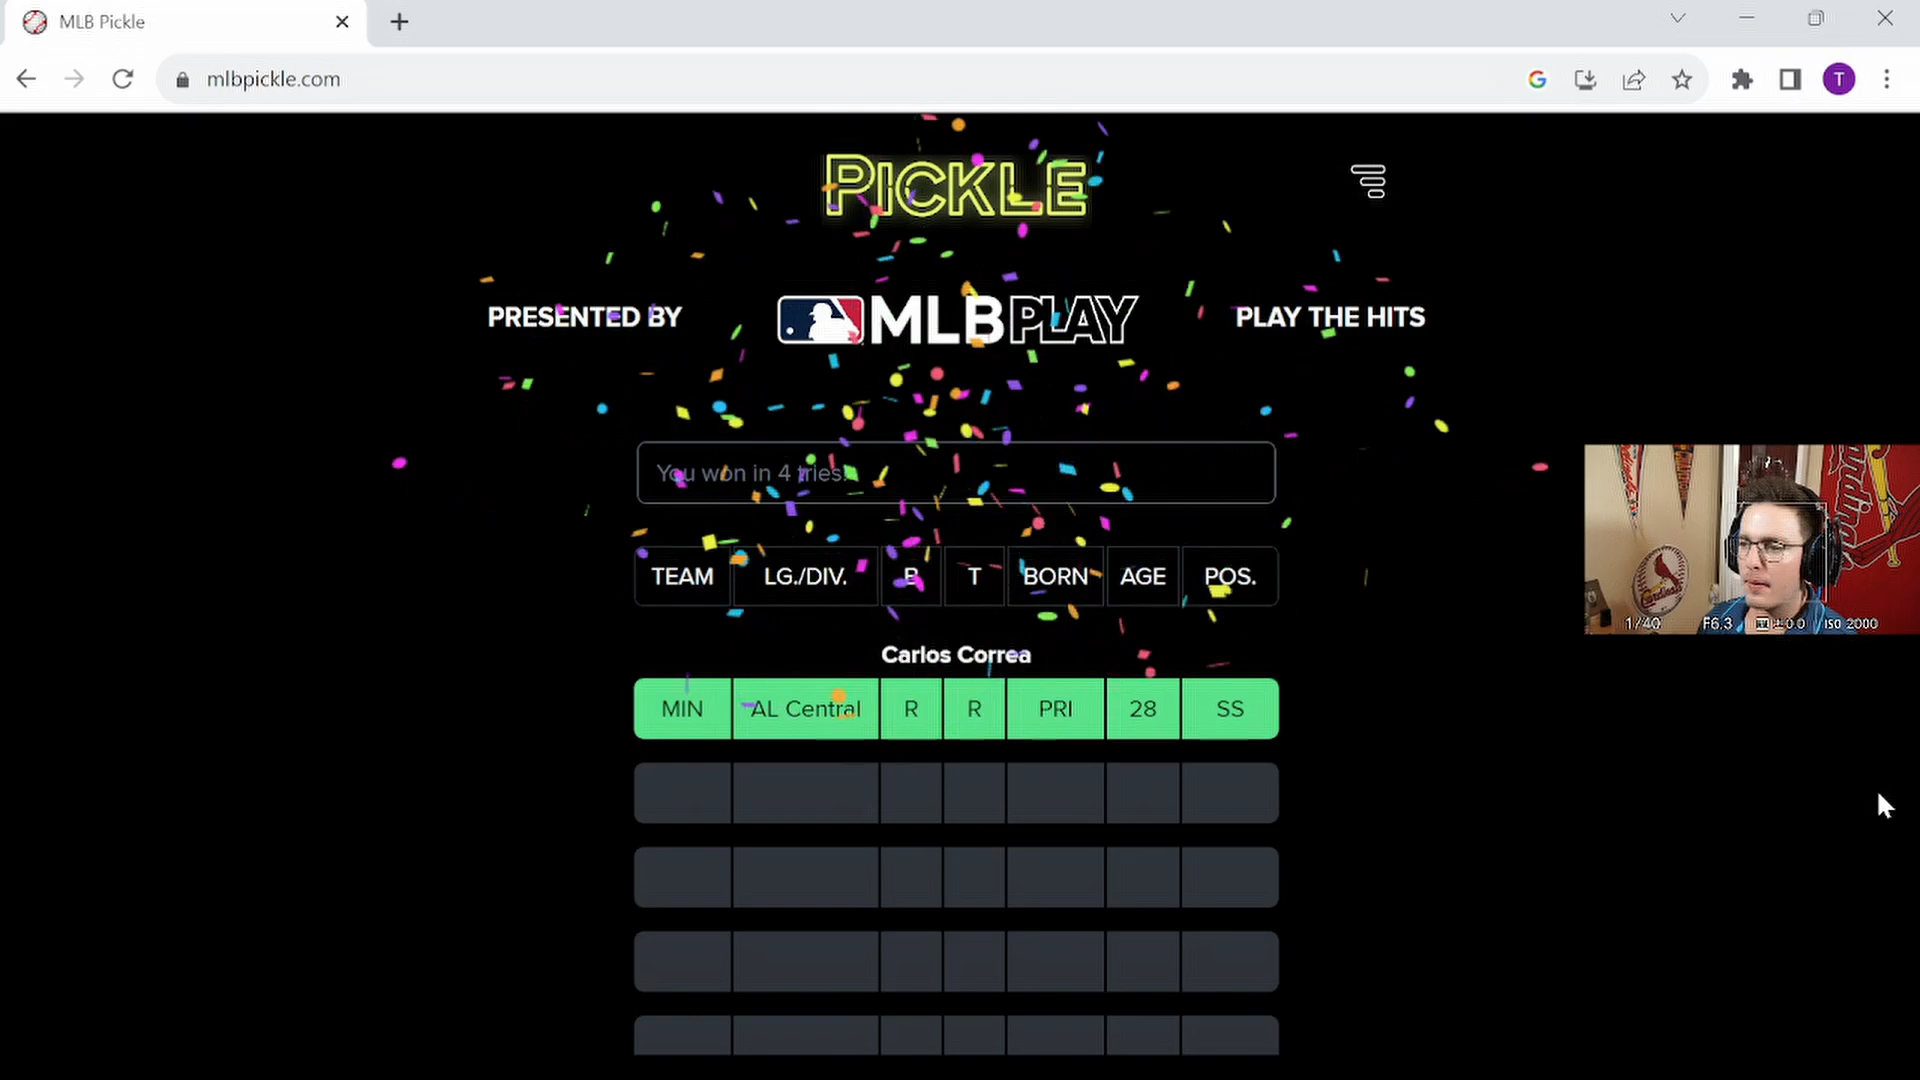 MLB Pickle
mlbpickle.com
T
PICKLE
PRESENTED BY
MLB PLAY
PLAY THE HITS
You won in 4 tries!
TEAM LG./DIV. B T BORN AGE POS.
Carlos Correa
MIN AL Central R R PRI 28 SS
Cardinals
1/40 F6.3 ±0.0 ISO 2000